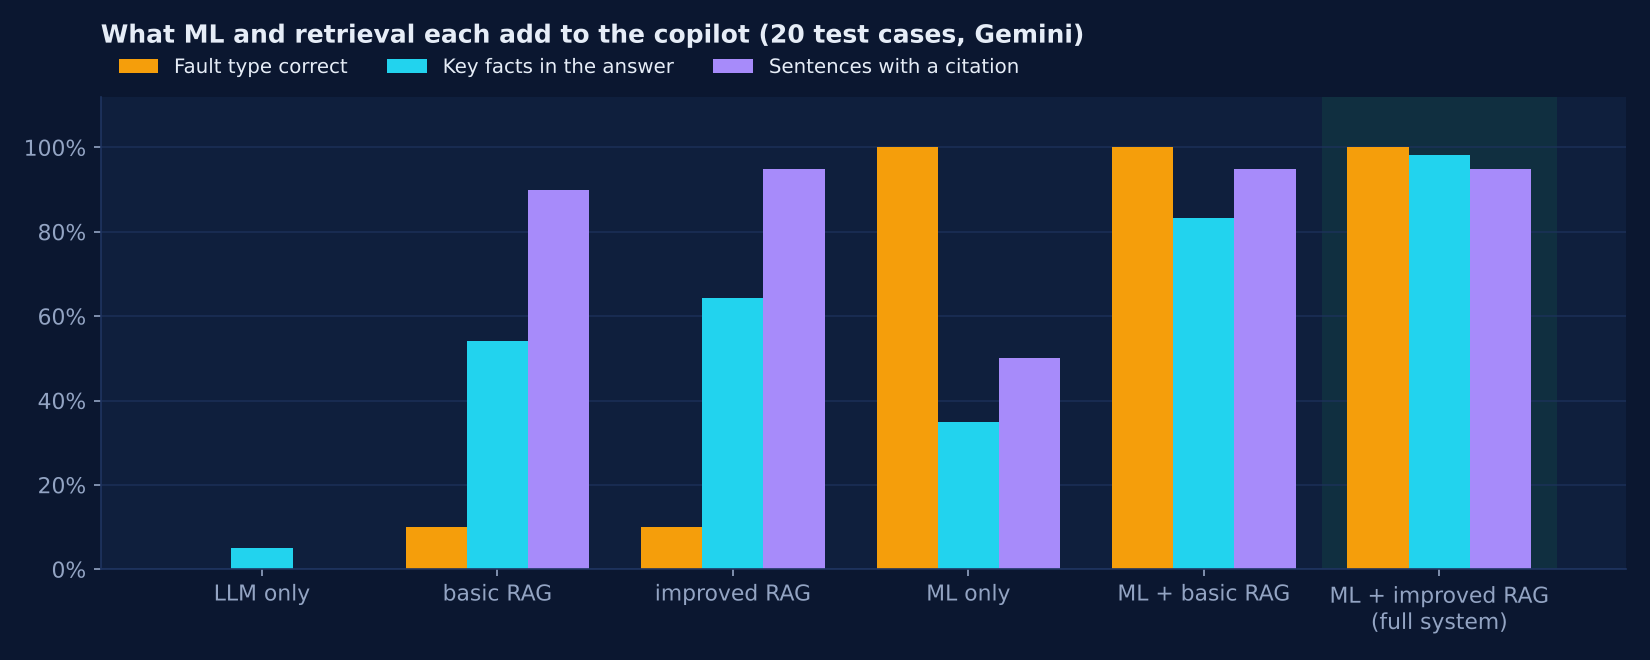 What ML and retrieval each add to the copilot (20 test cases, Gemini)
Fault type correct
Key facts in the answer
Sentences with a citation
100%
80%
60%
40%
20%
0%
LLM only
basic RAG
improved RAG
ML only
ML + basic RAG
ML + improved RAG
(full system)